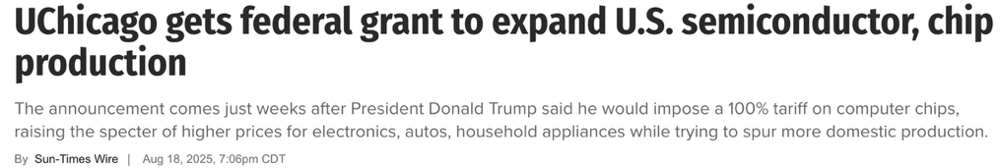 UChicago gets federal grant to expand U.S. semiconductor, chip
production
The announcement comes just weeks after President Donald Trump said he would impose a 100% tariff on computer chips,
raising the specter of higher prices for electronics, autos, household appliances while trying to spur more domestic production.
By Sun-Times Wire | Aug 18, 2025, 7:06pm CDT